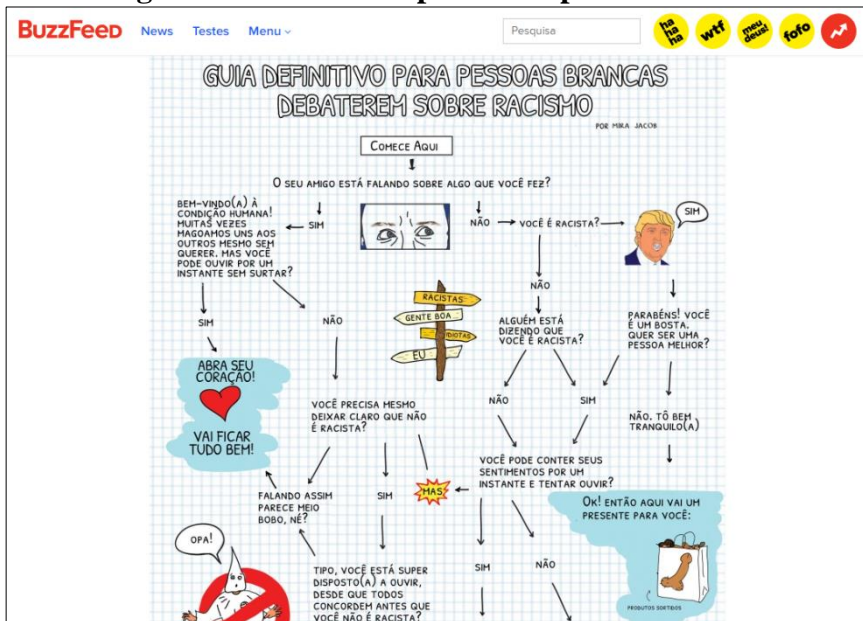 BuzzFeed News Testes Menu Pesquisa ha ha ha wtf meu deus! fofo
GUIA DEFINITIVO PARA PESSOAS BRANCAS
DEBATEREM SOBRE RACISMO
POR MIRA JACOB
COMECE AQUI
O SEU AMIGO ESTÁ FALANDO SOBRE ALGO QUE VOCÊ FEZ?
BEM-VINDO(A) À
CONDIÇÃO HUMANA!
MUITAS VEZES
MAGOAMOS UNS AOS
OUTROS MESMO SEM
QUERER. MAS VOCÊ
PODE OUVIR POR UM
INSTANTE SEM SURTAR?
SIM
NÃO
VOCÊ É RACISTA?
SIM
NÃO
RACISTAS
GENTE BOA
IDIOTAS
EU
ALGUÉM ESTÁ
DIZENDO QUE
VOCÊ É RACISTA?
PARABÉNS! VOCÊ
É UM BOSTA.
QUER SER UMA
PESSOA MELHOR?
SIM
NÃO
ABRA SEU
CORAÇÃO!
VAI FICAR
TUDO BEM!
VOCÊ PRECISA MESMO
DEIXAR CLARO QUE NÃO
É RACISTA?
NÃO
SIM
NÃO. TÔ BEM
TRANQUILO(A)
VOCÊ PODE CONTER SEUS
SENTIMENTOS POR UM
INSTANTE E TENTAR OUVIR?
MAS
FALANDO ASSIM
PARECE MEIO
BOBO, NÉ?
SIM
OK! ENTÃO AQUI VAI UM
PRESENTE PARA VOCÊ:
PRODUTOS SORTIDOS
OPA!
TIPO, VOCÊ ESTÁ SUPER
DISPOSTO(A) A OUVIR,
DESDE QUE TODOS
CONCORDEM ANTES QUE
VOCÊ NÃO É RACISTA?
SIM
NÃO